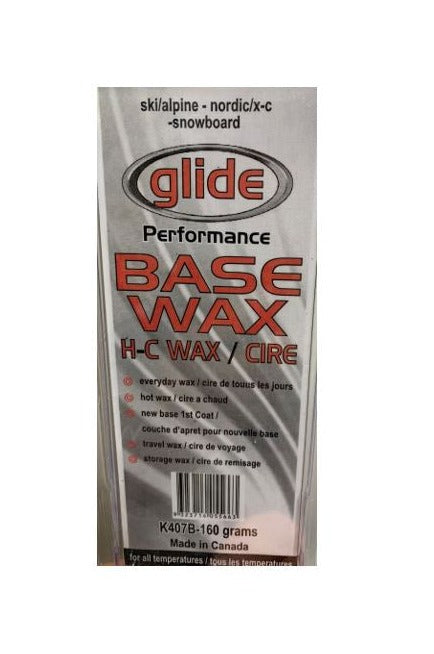 ski/alpine - nordic/x-c
-snowboard
glide
Performance
BASE
WAX
H-C WAX / CIRE
everyday wax / cire de touus les jours
hot wax / cire a chaud
new base 1st Coat /
couche d'apret pour nouvelle base
travel wax / cire de voyage
storage wax / cire de remisage
K407B-160 grams
Made in Canada
for all temperatures / tous les temperatures